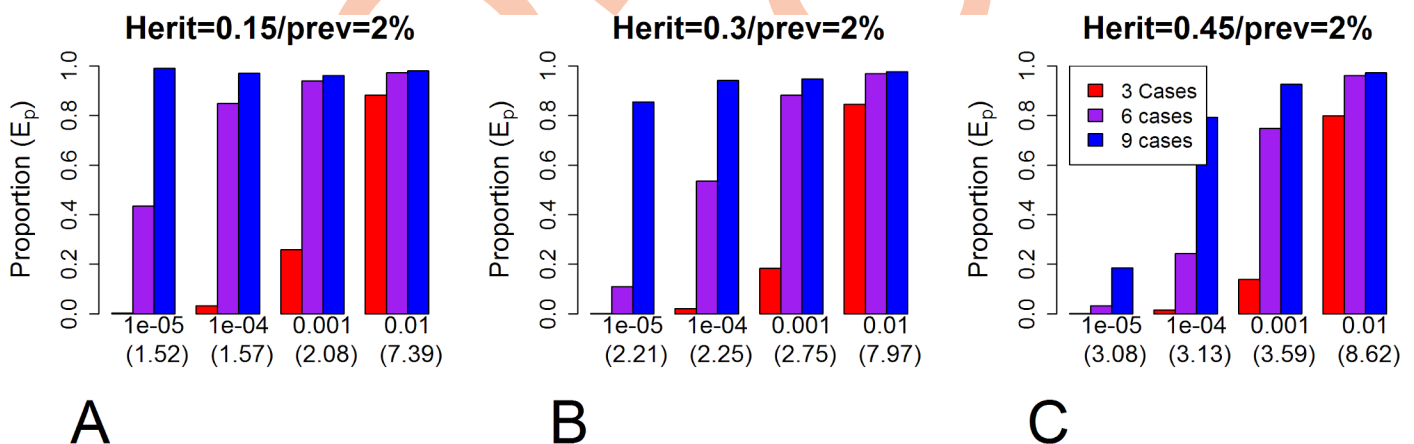 Herit=0.15/prev=2%
Proportion (Ep)
0.0 0.2 0.4 0.6 0.8 1.0
1e-05 1e-04 0.001 0.01
(1.52) (1.57) (2.08) (7.39)
A
Herit=0.3/prev=2%
Proportion (Ep)
0.0 0.2 0.4 0.6 0.8 1.0
1e-05 1e-04 0.001 0.01
(2.21) (2.25) (2.75) (7.97)
B
Herit=0.45/prev=2%
Proportion (Ep)
0.0 0.2 0.4 0.6 0.8 1.0
3 Cases
6 cases
9 cases
1e-05 1e-04 0.001 0.01
(3.08) (3.13) (3.59) (8.62)
C